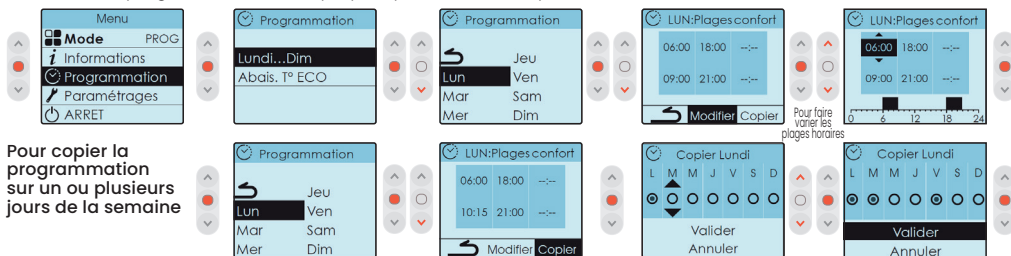 Menu
Mode PROG
i Informations
Programmation
Paramétrages
ARRET
Programmation
Lundi...Dim
Abais. T° ECO
Programmation
Jeu
Lun Ven
Mar Sam
Mer Dim
LUN:Plages confort
06:00 18:00 --:--
09:00 21:00 --:--
Modifier Copier
Pour faire
varier les
plages horaires
LUN:Plages confort
06:00 18:00 --:--
09:00 21:00 --:--
0 6 12 18 24
Pour copier la
programmation
sur un ou plusieurs
jours de la semaine
Programmation
Jeu
Lun Ven
Mar Sam
Mer Dim
LUN:Plages confort
06:00 18:00 --:--
10:15 21:00 --:--
Modifier Copier
Copier Lundi
L M M J V S D
Valider
Annuler
Copier Lundi
L M M J V S D
Valider
Annuler